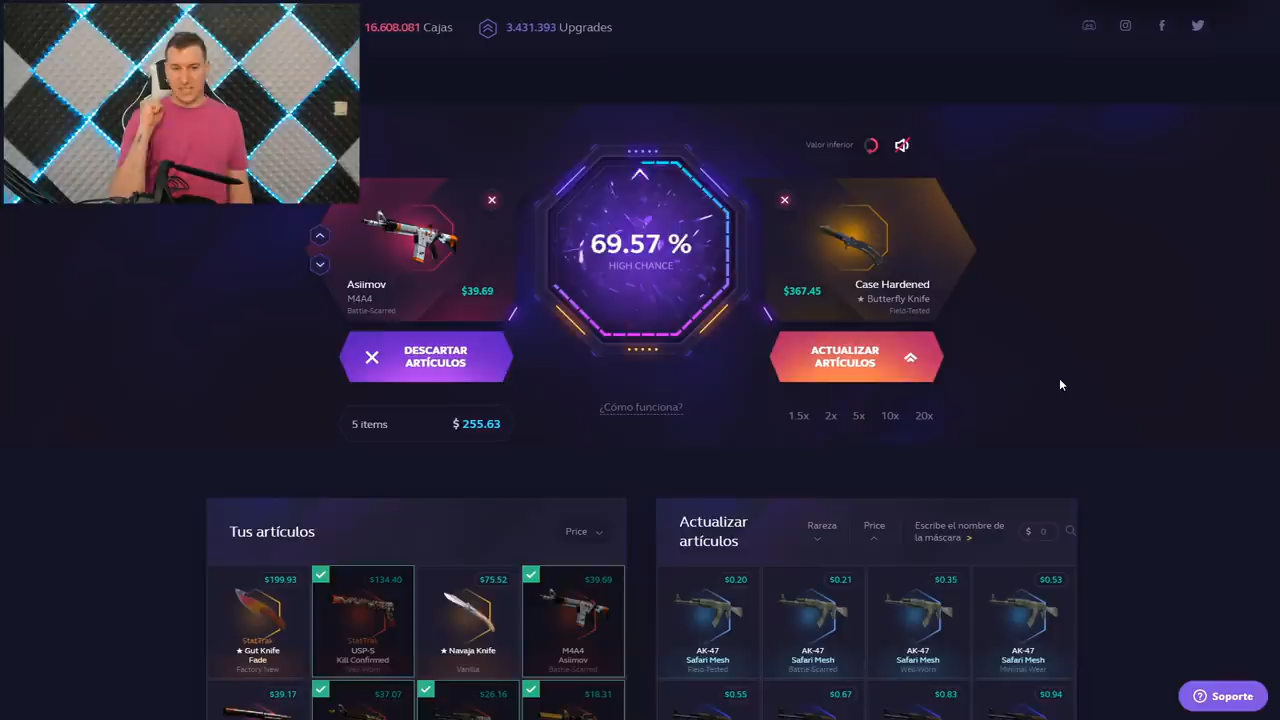 16.608.081 Cajas
3.431.393 Upgrades
Valor inferior
69.57 %
HIGH CHANCE
Asiimov
M4A4
Battle-Scarred
$39.69
$367.45
Case Hardened
★ Butterfly Knife
Field-Tested
DESCARTAR
ARTÍCULOS
ACTUALIZAR
ARTÍCULOS
¿Cómo funciona?
1.5x 2x 5x 10x 20x
5 items $ 255.63
Tus artículos
Price
Actualizar
artículos
Rareza
Price
Escribe el nombre de
la máscara >
$ 0
$199.93
StatTrak
★ Gut Knife
Fade
Factory New
$134.40
StatTrak
USP-S
Kill Confirmed
Well-Worn
$75.52
★ Navaja Knife
Vanilla
$39.69
M4A4
Asiimov
Battle-Scarred
$0.20
AK-47
Safari Mesh
Field-Tested
$0.21
AK-47
Safari Mesh
Battle-Scarred
$0.35
AK-47
Safari Mesh
Well-Worn
$0.53
AK-47
Safari Mesh
Minimal Wear
$39.17
$37.07
$26.16
$18.31
$0.55
$0.67
$0.83
$0.94
Soporte